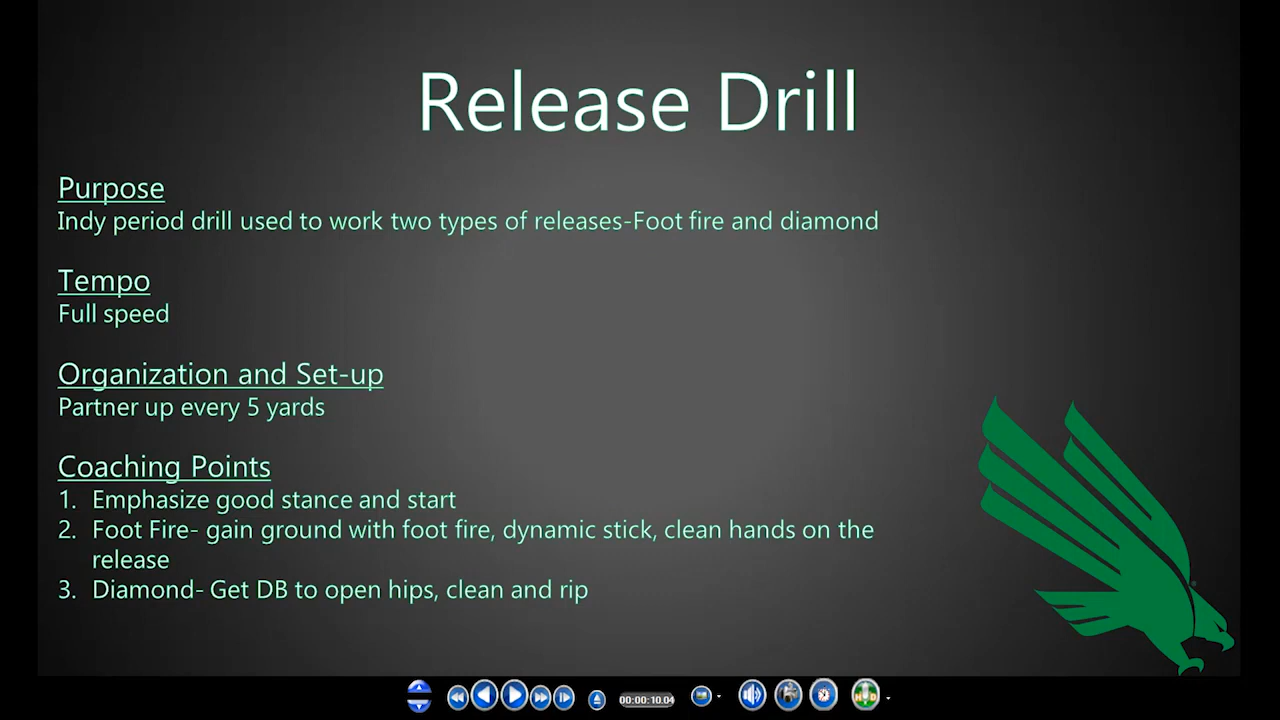 Release Drill
Purpose
Indy period drill used to work two types of releases-Foot fire and diamond
Tempo
Full speed
Organization and Set-up
Partner up every 5 yards
Coaching Points
1. Emphasize good stance and start
2. Foot Fire- gain ground with foot fire, dynamic stick, clean hands on the
release
3. Diamond- Get DB to open hips, clean and rip
00:00:10.04